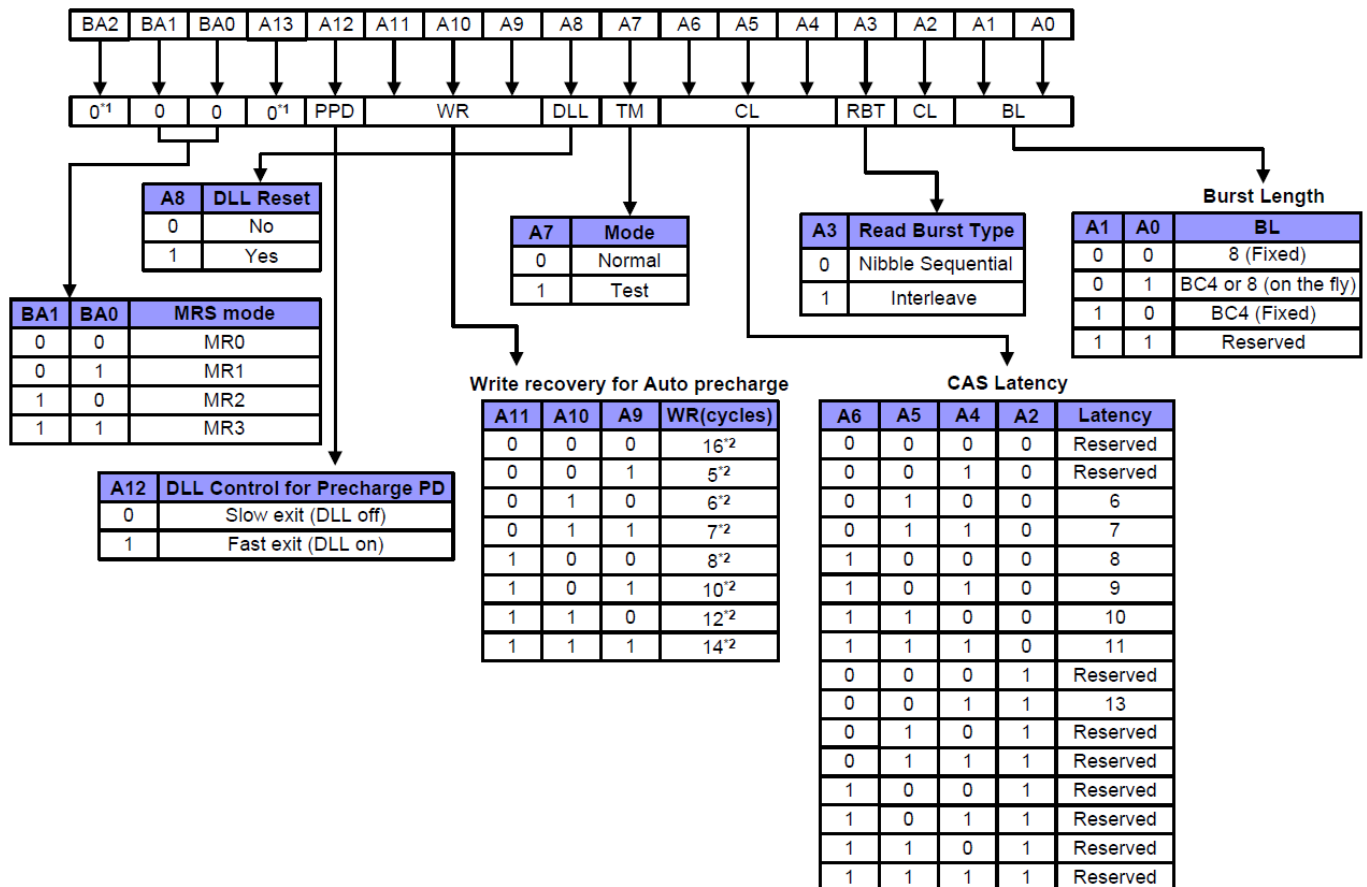 BA2 BA1 BA0 A13 A12 A11 A10 A9 A8 A7 A6 A5 A4 A3 A2 A1 A0
0*1 0 0 0*1 PPD WR DLL TM CL RBT CL BL
A8 DLL Reset
0 No
1 Yes
BA1 BA0 MRS mode
0 0 MR0
0 1 MR1
1 0 MR2
1 1 MR3
A12 DLL Control for Precharge PD
0 Slow exit (DLL off)
1 Fast exit (DLL on)
A7 Mode
0 Normal
1 Test
Write recovery for Auto precharge
A11 A10 A9 WR(cycles)
0 0 0 16*2
0 0 1 5*2
0 1 0 6*2
0 1 1 7*2
1 0 0 8*2
1 0 1 10*2
1 1 0 12*2
1 1 1 14*2
A3 Read Burst Type
0 Nibble Sequential
1 Interleave
Burst Length
A1 A0 BL
0 0 8 (Fixed)
0 1 BC4 or 8 (on the fly)
1 0 BC4 (Fixed)
1 1 Reserved
CAS Latency
A6 A5 A4 A2 Latency
0 0 0 0 Reserved
0 0 1 0 Reserved
0 1 0 0 6
0 1 1 0 7
1 0 0 0 8
1 0 1 0 9
1 1 0 0 10
1 1 1 0 11
0 0 0 1 Reserved
0 0 1 1 13
0 1 0 1 Reserved
0 1 1 1 Reserved
1 0 0 1 Reserved
1 0 1 1 Reserved
1 1 0 1 Reserved
1 1 1 1 Reserved